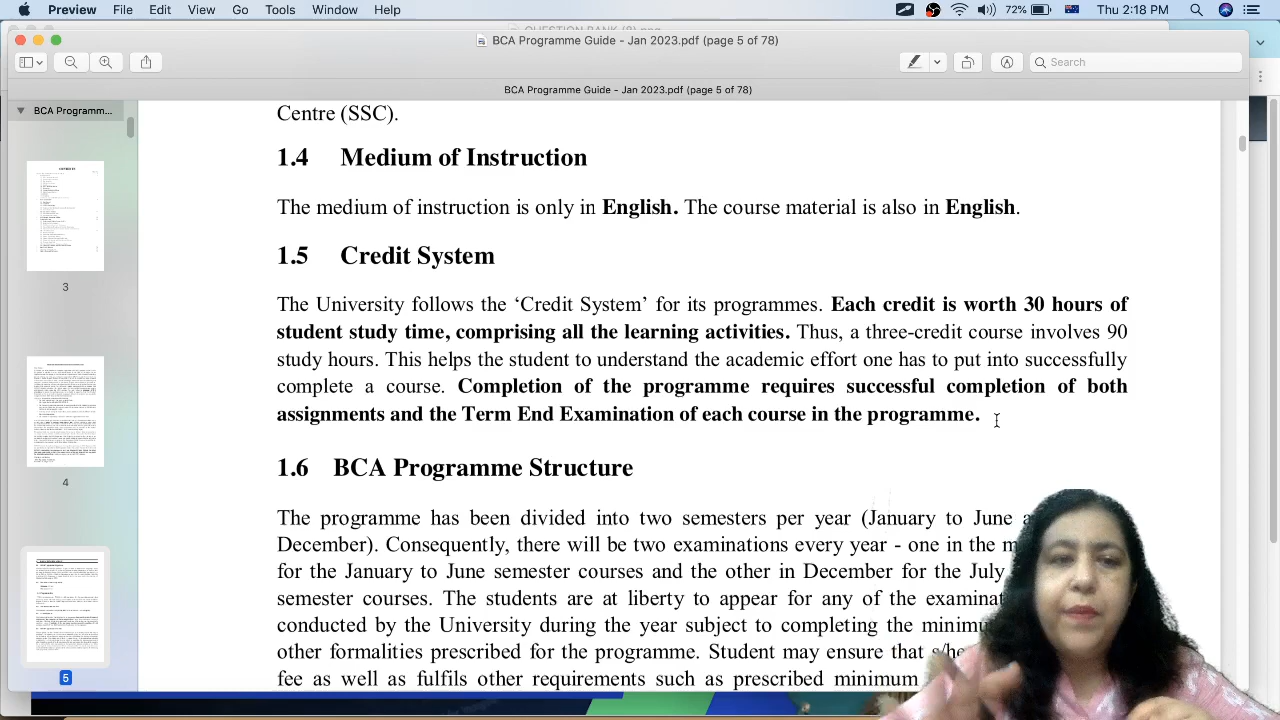 Preview File Edit View Go Tools Window Help 72% Thu 2:18 PM
QUESTION BANK (8).png
BCA Programme Guide - Jan 2023.pdf (page 5 of 78)
Search
BCA Programme Guide - Jan 2023.pdf (page 5 of 78)
BCA Programm...
3
4
5
Centre (SSC).
1.4 Medium of Instruction
The medium of instruction is only in English. The course material is also in English.
1.5 Credit System
The University follows the ‘Credit System’ for its programmes. Each credit is worth 30 hours of
student study time, comprising all the learning activities. Thus, a three-credit course involves 90
study hours. This helps the student to understand the academic effort one has to put into successfully
complete a course. Completion of the programme requires successful completion of both
assignments and the Term End Examination of each course in the programme.
1.6 BCA Programme Structure
The programme has been divided into two semesters per year (January to June
December). Consequently, there will be two examinations every year - one in the
for the January to June semester courses and the other in December for the July
semester courses. The students are at liberty to appear for any of the
conducted by the University during the year subject to completing the
other formalities prescribed for the programme. Student may ensure that
fee as well as fulfils other requirements such as prescribed minimum